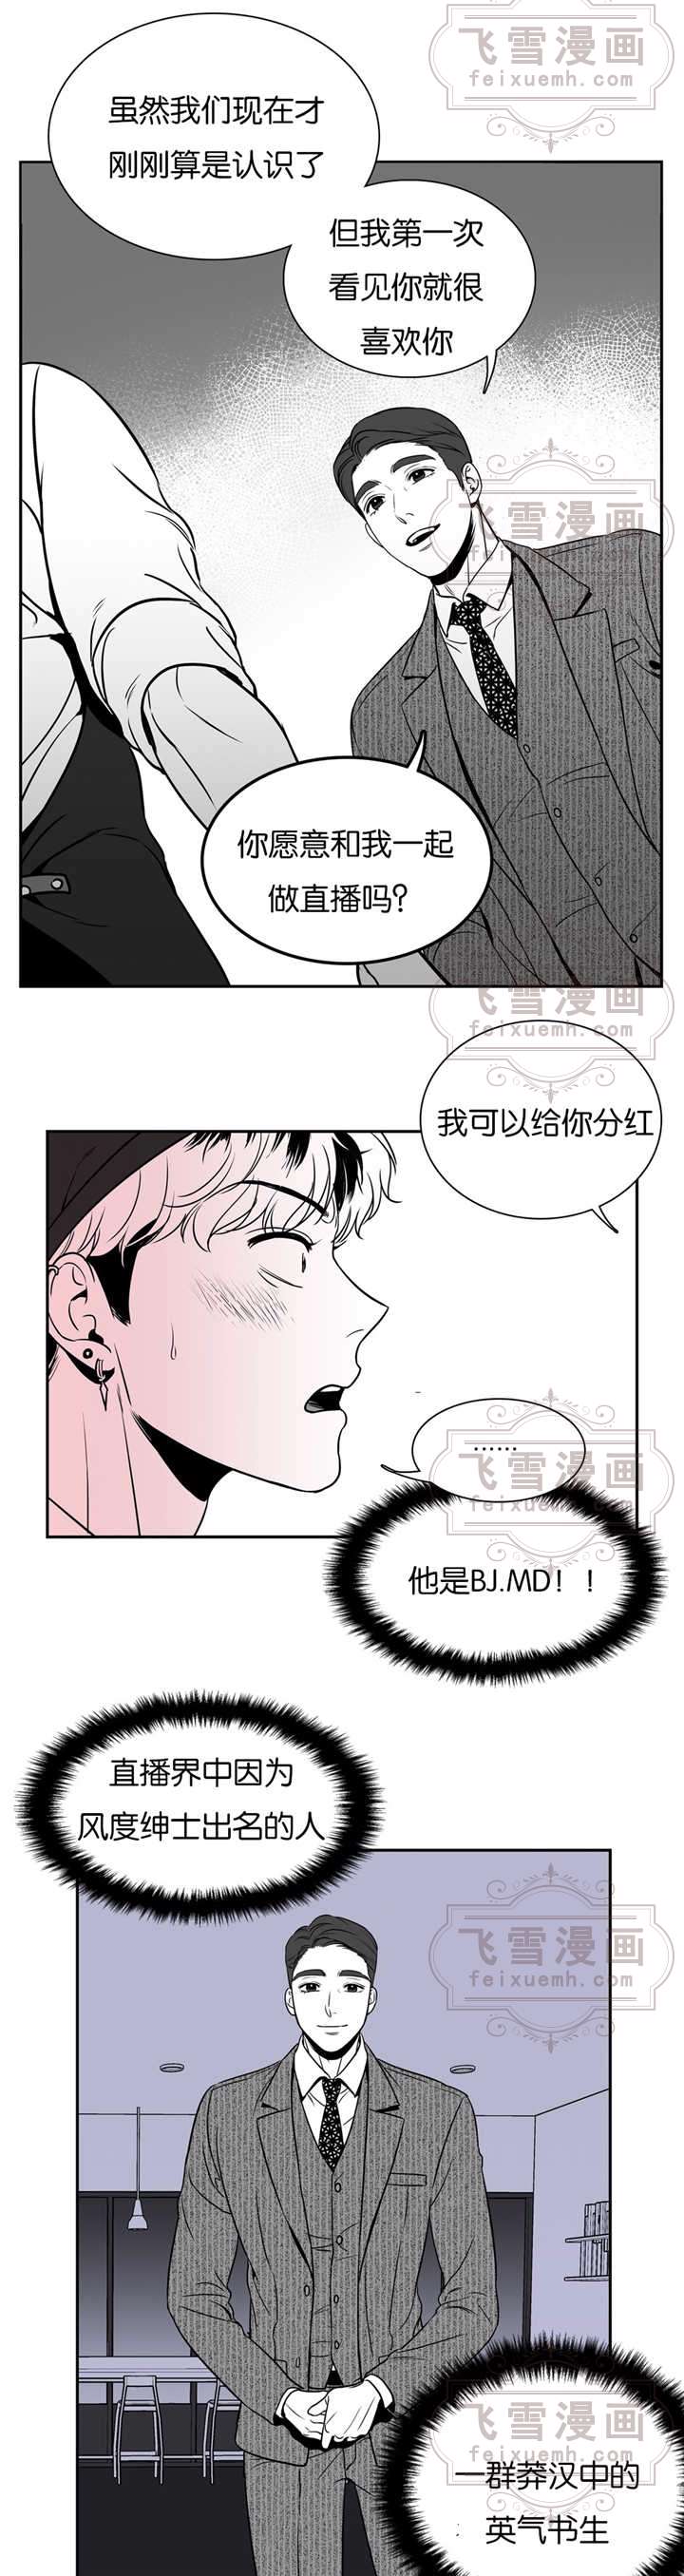 飞雪漫画
feixuemh.com
虽然我们现在才
刚刚算是认识了
但我第一次
看见你就很
喜欢你
飞雪漫画
feixuemh.com
你愿意和我一起
做直播吗?
飞雪漫画
feixuemh.com
我可以给你分红
……
飞雪漫画
feixuemh.com
他是BJ.MD！！
直播界中因为
风度绅士出名的人
飞雪漫画
feixuemh.com
飞雪漫画
feixuemh.com
一群莽汉中的
英气书生